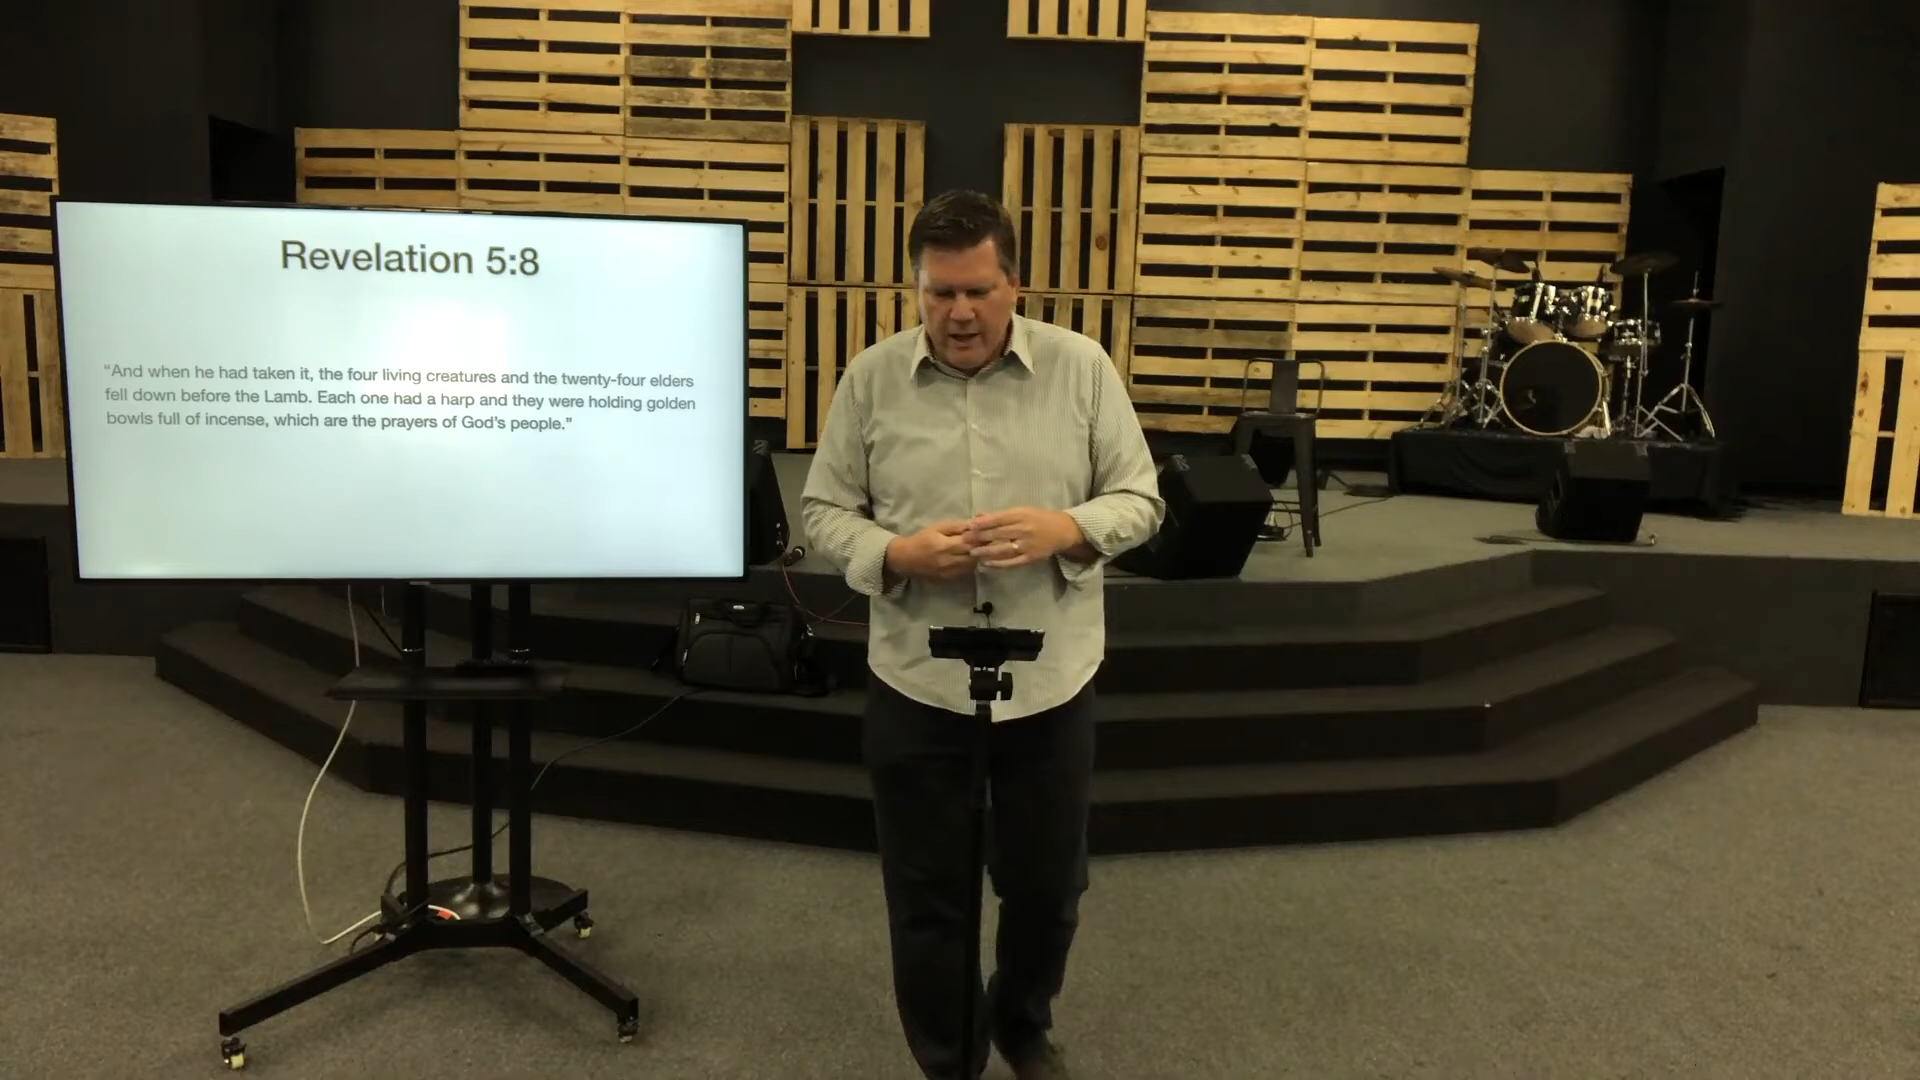 Revelation 5:8
“And when he had taken it, the four living creatures and the twenty-four elders
fell down before the Lamb. Each one had a harp and they were holding golden
bowls full of incense, which are the prayers of God’s people.”